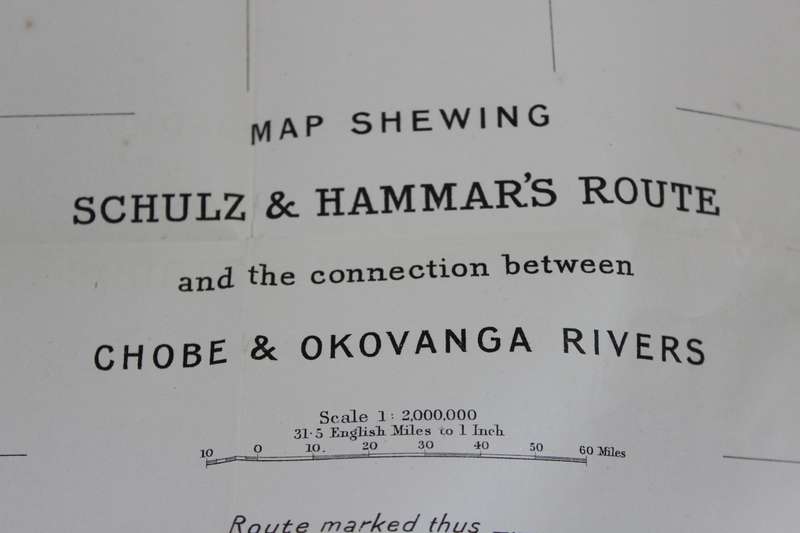 MAP SHEWING
SCHULZ & HAMMAR'S ROUTE
and the connection between
CHOBE & OKOVANGA RIVERS
Scale 1: 2,000,000
31·5 English Miles to 1 Inch
10 0 10. 20 30 40 50 60 Miles
Route marked thus